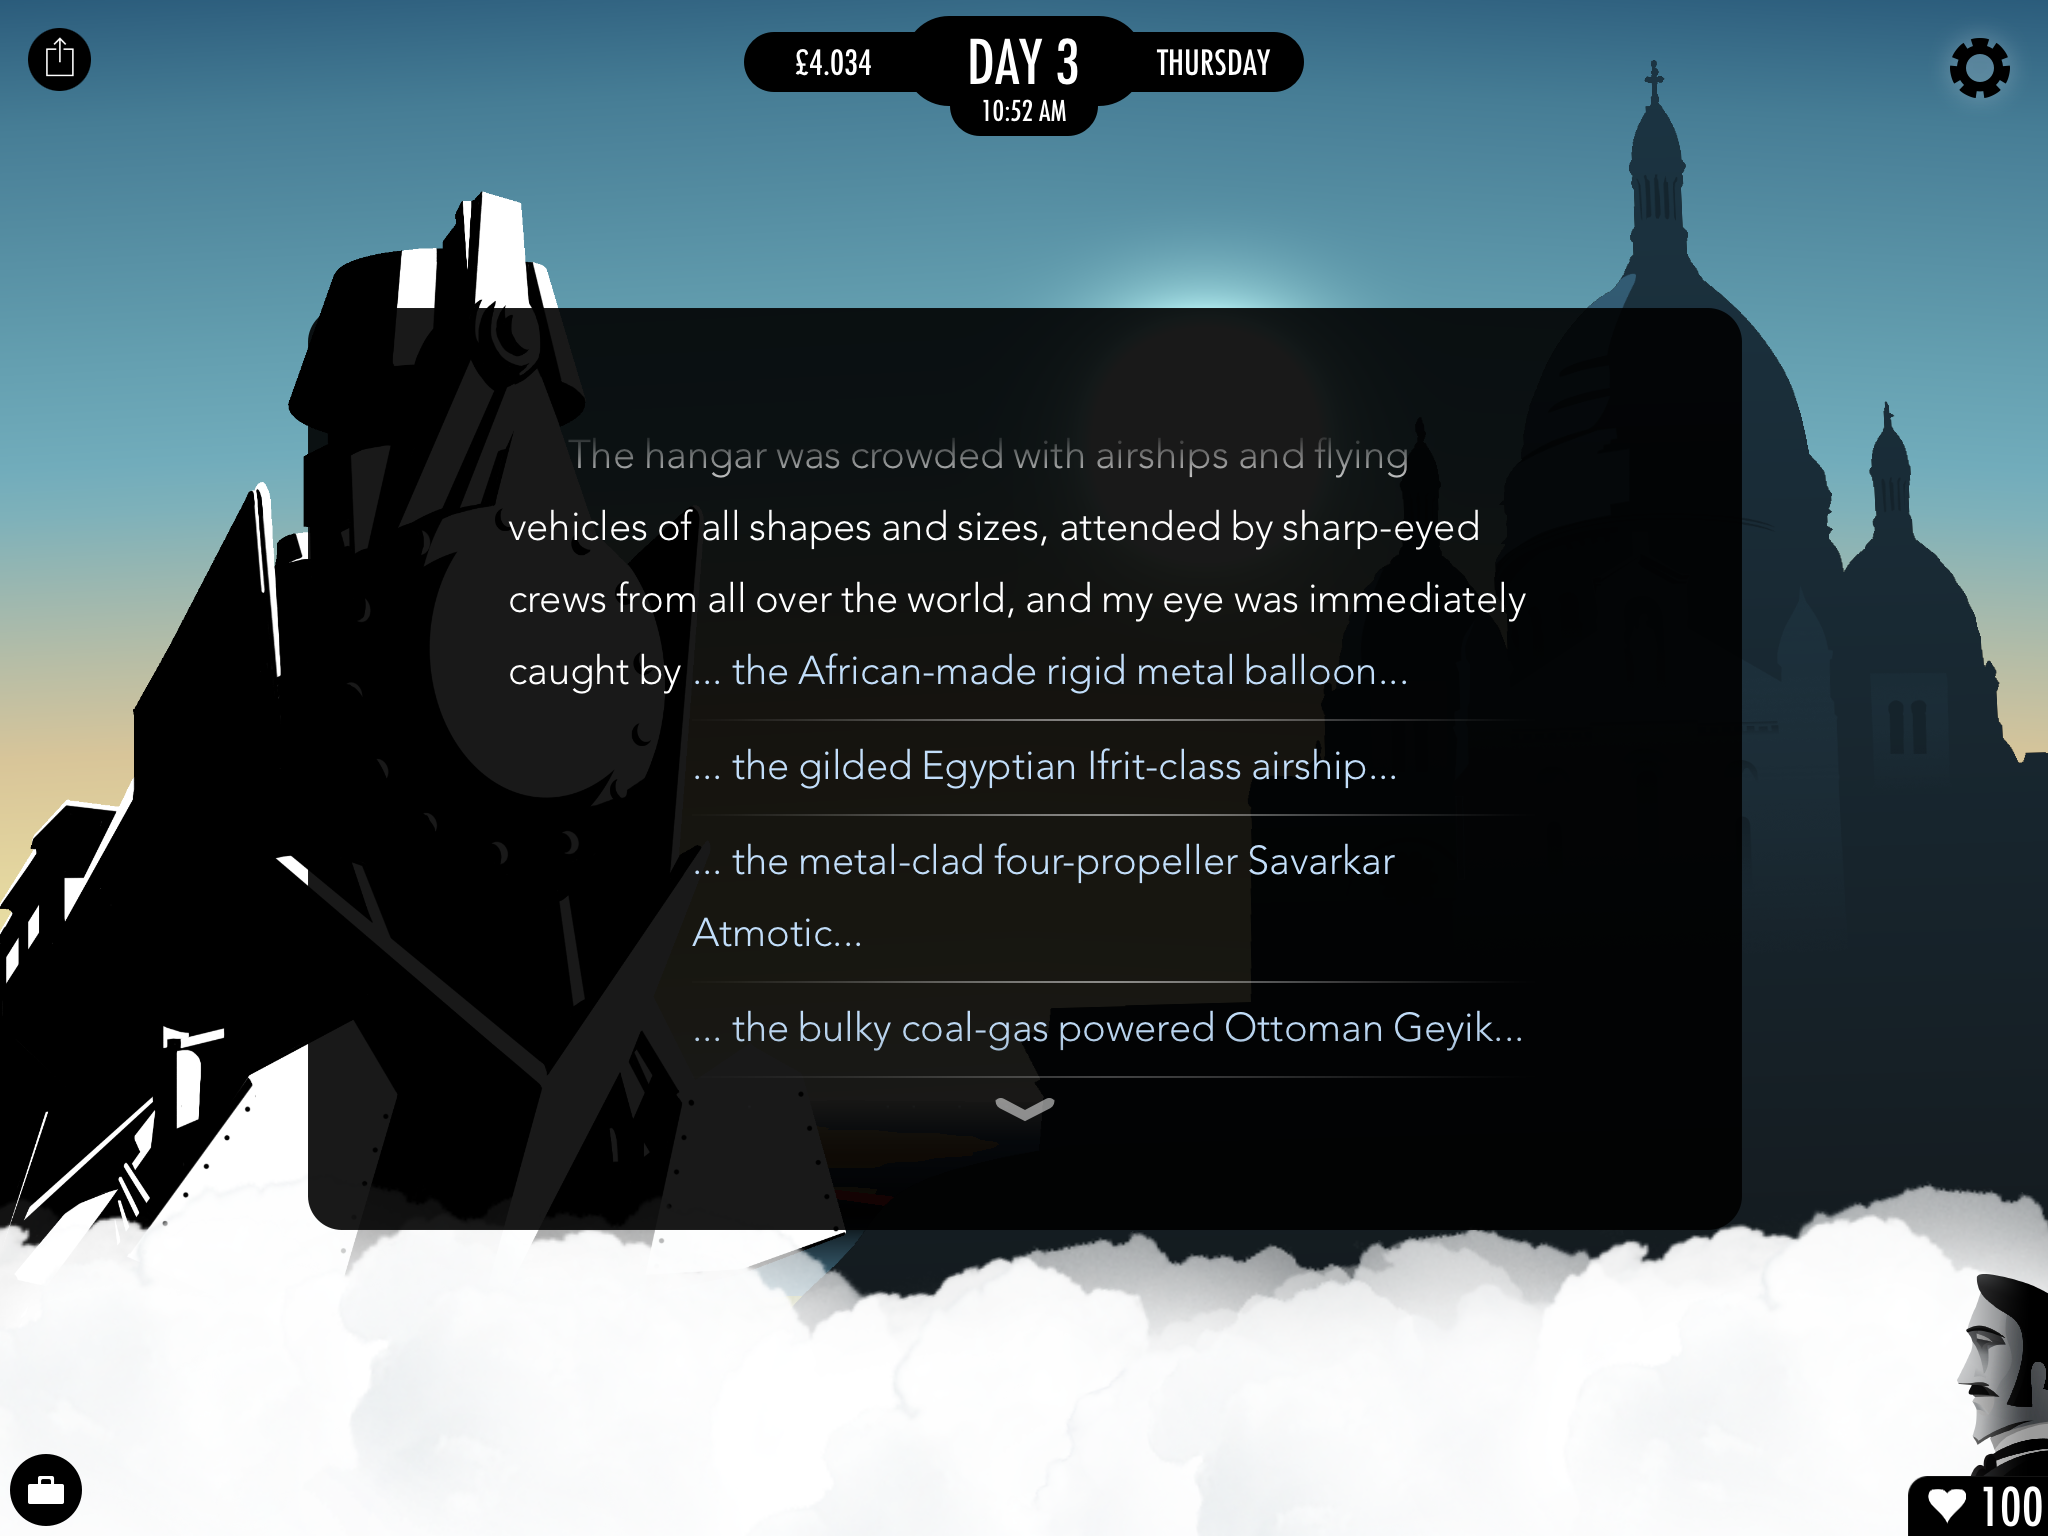 £4.034
DAY 3
THURSDAY
10:52 AM
The hangar was crowded with airships and flying
vehicles of all shapes and sizes, attended by sharp-eyed
crews from all over the world, and my eye was immediately
caught by ... the African-made rigid metal balloon...
... the gilded Egyptian Ifrit-class airship...
... the metal-clad four-propeller Savarkar
Atmotic...
... the bulky coal-gas powered Ottoman Geyik...
100